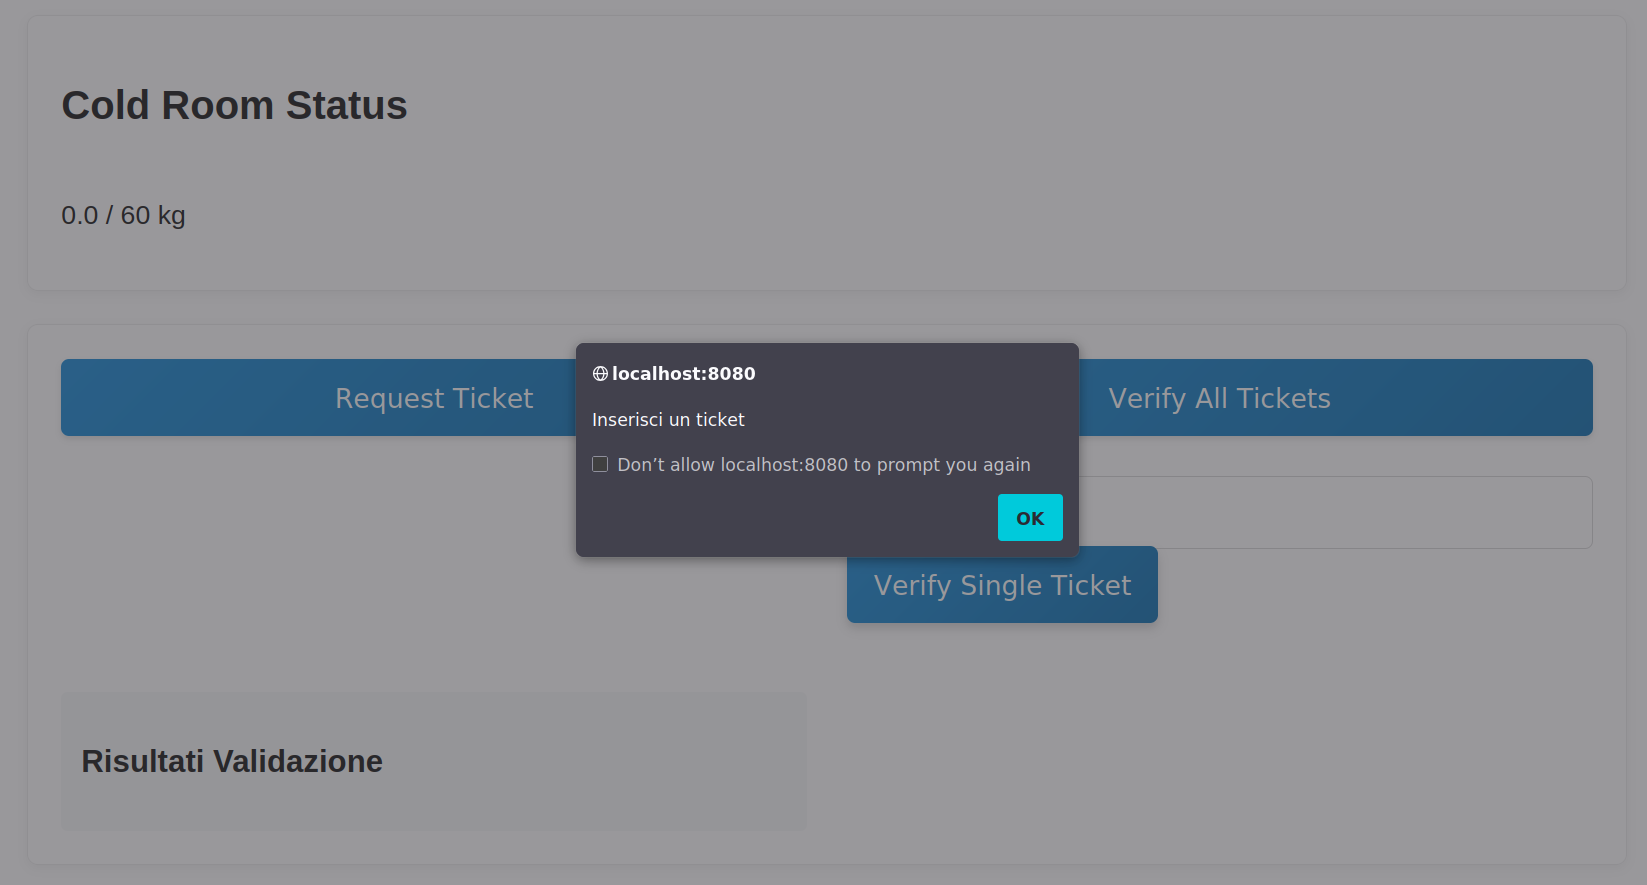 Cold Room Status
0.0 / 60 kg
Request Ticket
Verify All Tickets
localhost:8080
Inserisci un ticket
Don’t allow localhost:8080 to prompt you again
OK
Verify Single Ticket
Risultati Validazione